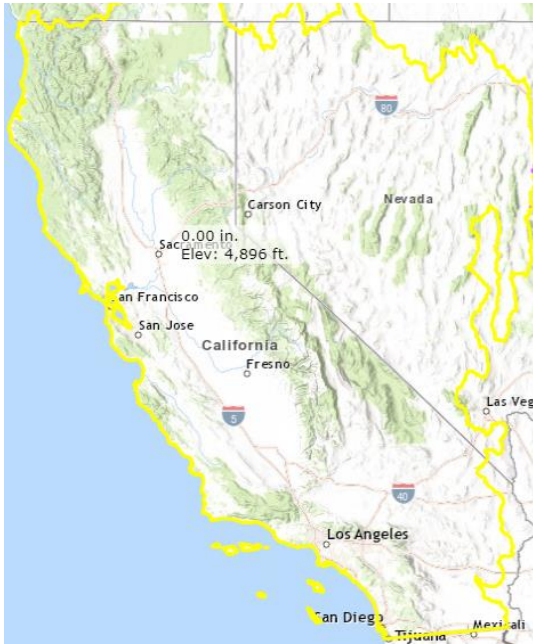 80
Carson City
Nevada
0.00 in.
Sacramento
Elev: 4,896 ft.
San Francisco
San Jose
California
Fresno
Las Veg
5
40
Los Angeles
San Diego
Tijuana
Mexicali